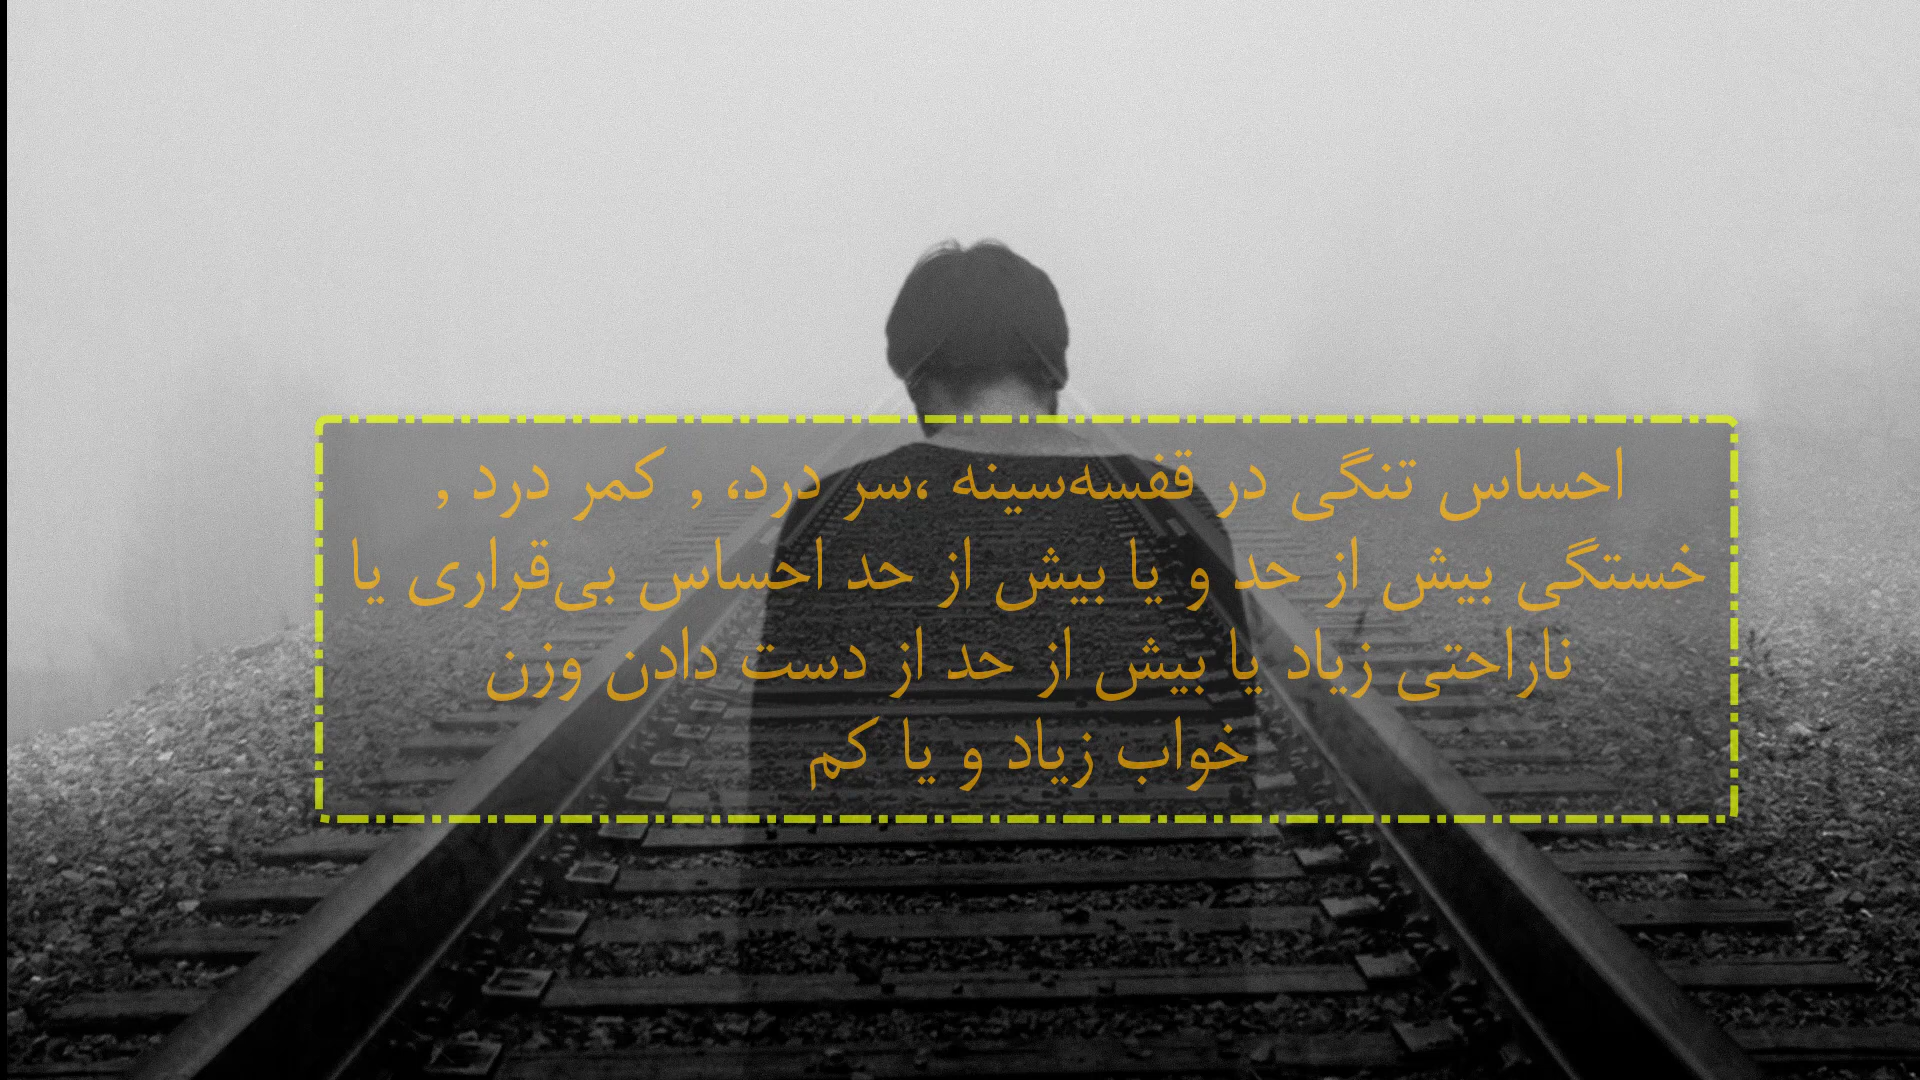 احساس تنگی در قفسه‌سینه ،سر درد، , کمر درد ,
خستگی بیش از حد و یا بیش از حد احساس بی‌قراری یا
ناراحتی زیاد یا بیش از حد از دست دادن وزن
خواب زیاد و یا کم